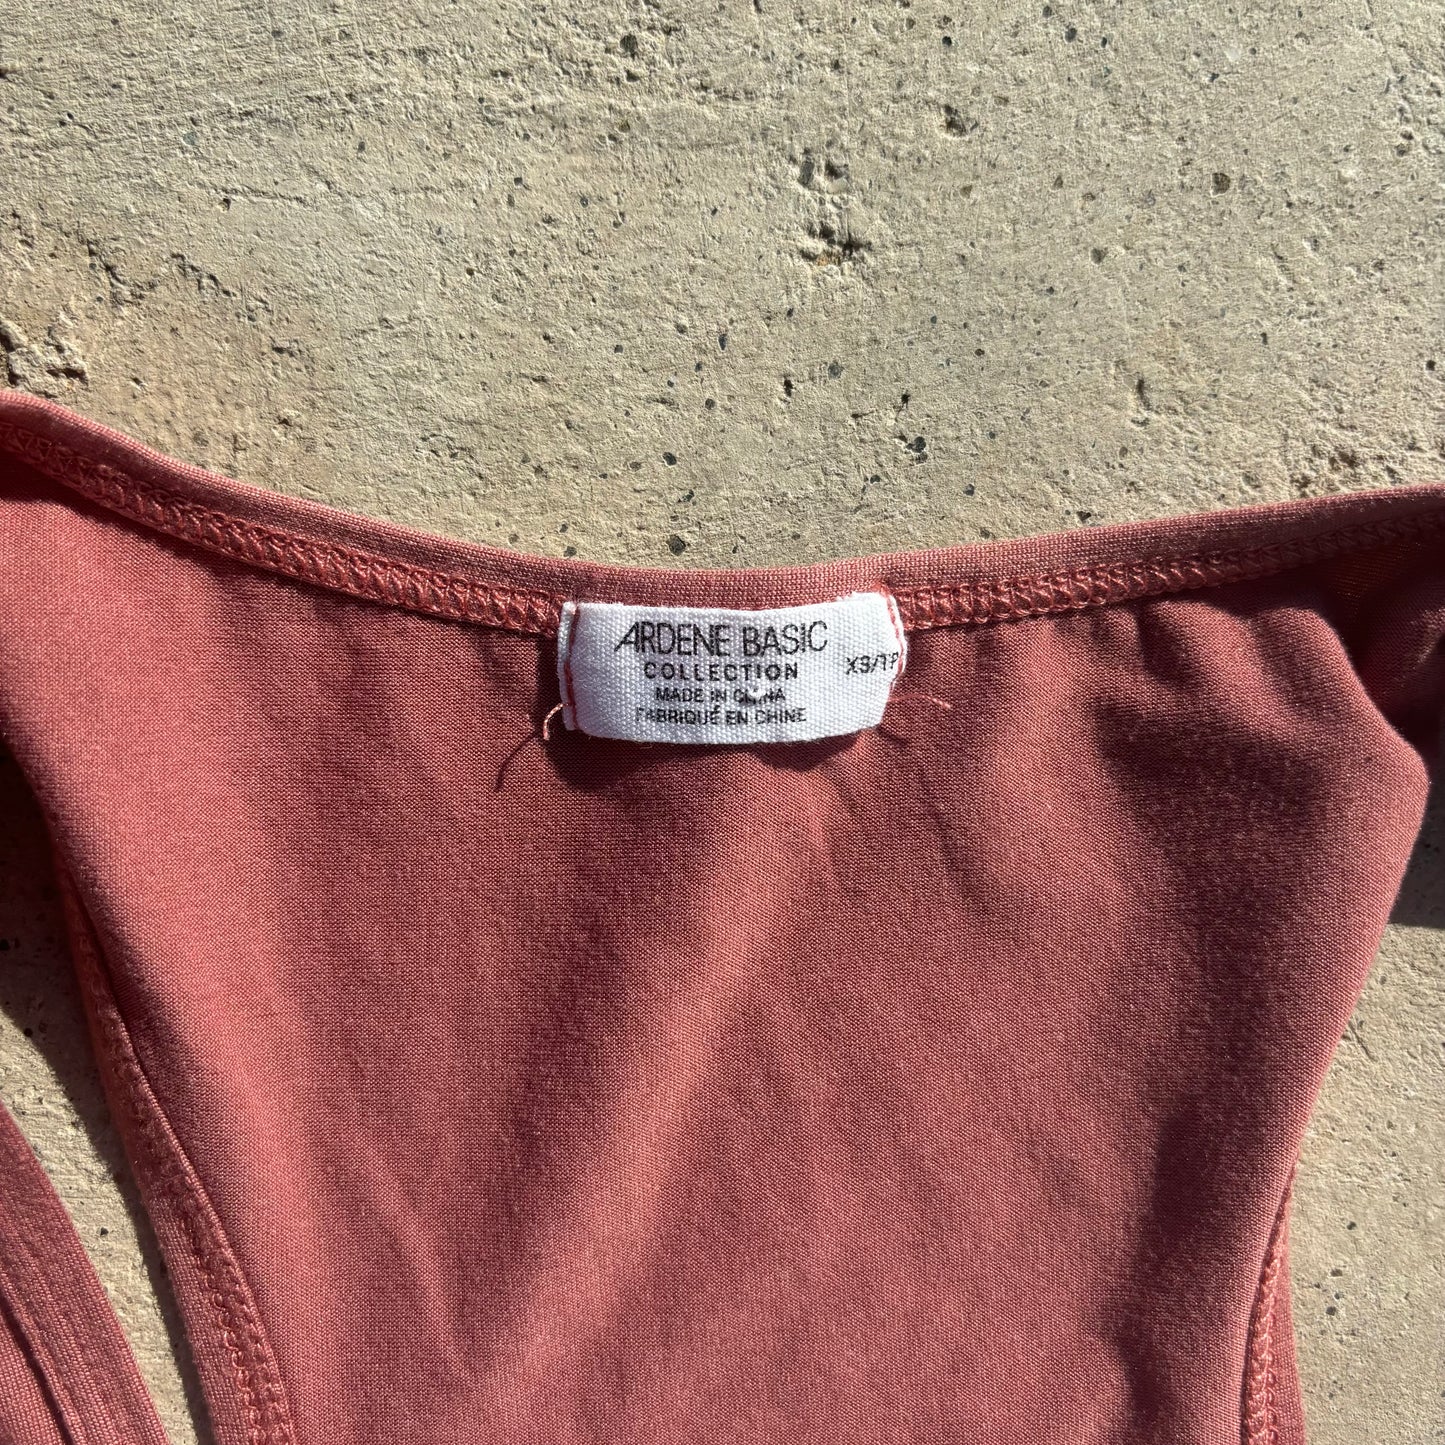 ARDENE BASIC
COLLECTION
MADE IN CHINA
FABRIQUÉ EN CHINE
XS/TP